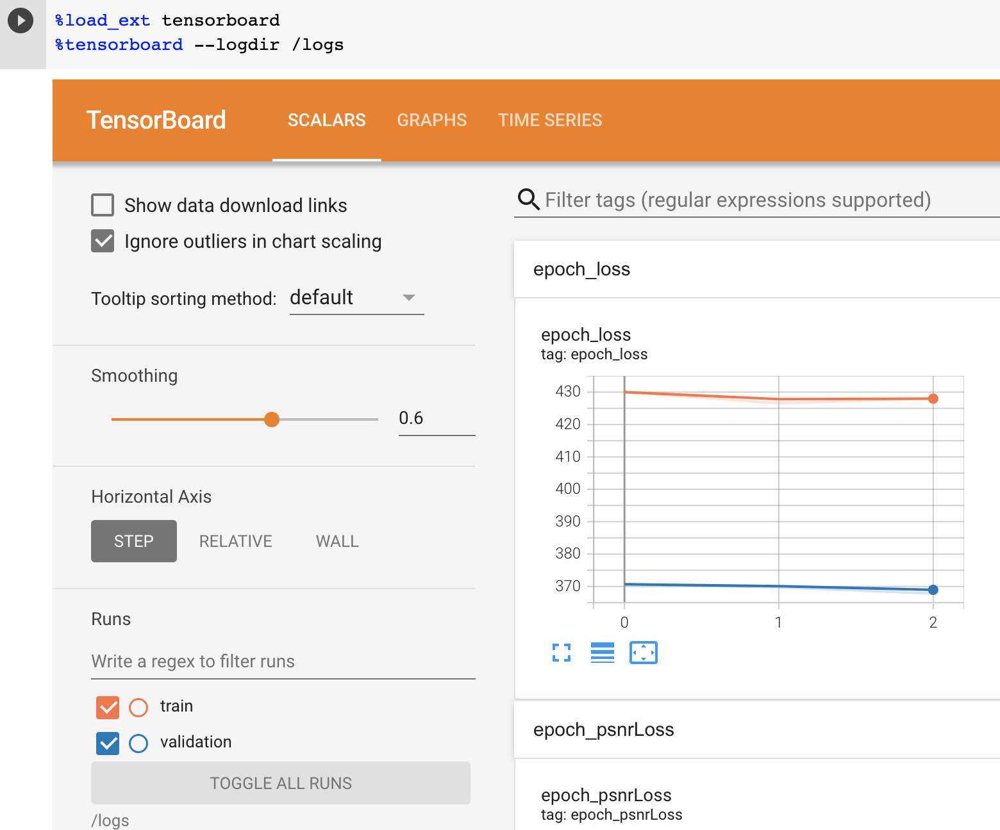 %load_ext tensorboard
%tensorboard --logdir /logs
TensorBoard SCALARS GRAPHS TIME SERIES
Show data download links
Ignore outliers in chart scaling
Tooltip sorting method: default
Smoothing
0.6
Horizontal Axis
STEP RELATIVE WALL
Runs
Write a regex to filter runs
train
validation
TOGGLE ALL RUNS
/logs
Filter tags (regular expressions supported)
epoch_loss
epoch_loss
tag: epoch_loss
430
420
410
400
390
380
370
0 1 2
epoch_psnrLoss
epoch_psnrLoss
tag: epoch_psnrLoss